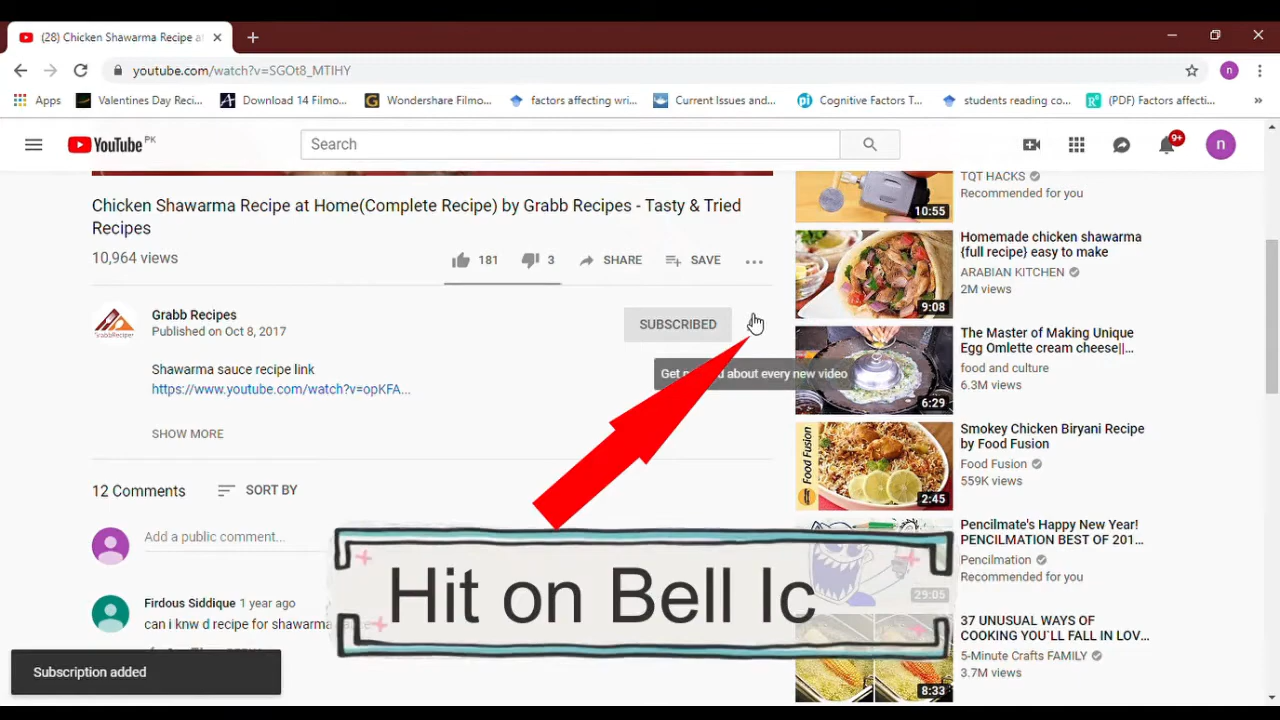 (28) Chicken Shawarma Recipe at
youtube.com/watch?v=SGOt8_MTIHY
Apps
Valentines Day Reci...
Download 14 Filmo...
Wondershare Filmo...
factors affecting wri...
Current Issues and...
Cognitive Factors T...
students reading co...
(PDF) Factors affecti...
YouTube PK
Search
9+
n
Chicken Shawarma Recipe at Home(Complete Recipe) by Grabb Recipes - Tasty & Tried
Recipes
10,964 views
181
3
SHARE
SAVE
Grabb Recipes
Published on Oct 8, 2017
SUBSCRIBED
Get about every new video
Shawarma sauce recipe link
https://www.youtube.com/watch?v=opKFA...
SHOW MORE
12 Comments
SORT BY
Add a public comment...
Firdous Siddique 1 year ago
can i knw d recipe for shawarma
Subscription added
Hit on Bell Ic
TQT HACKS
Recommended for you
10:55
Homemade chicken shawarma
{full recipe} easy to make
ARABIAN KITCHEN
2M views
9:08
The Master of Making Unique
Egg Omlette cream cheese||...
food and culture
6.3M views
6:29
Smokey Chicken Biryani Recipe
by Food Fusion
Food Fusion
559K views
Food Fusion
2:45
Pencilmate's Happy New Year!
PENCILMATION BEST OF 201...
Pencilmation
Recommended for you
29:05
37 UNUSUAL WAYS OF
COOKING YOU`LL FALL IN LOV...
5-Minute Crafts FAMILY
3.7M views
8:33